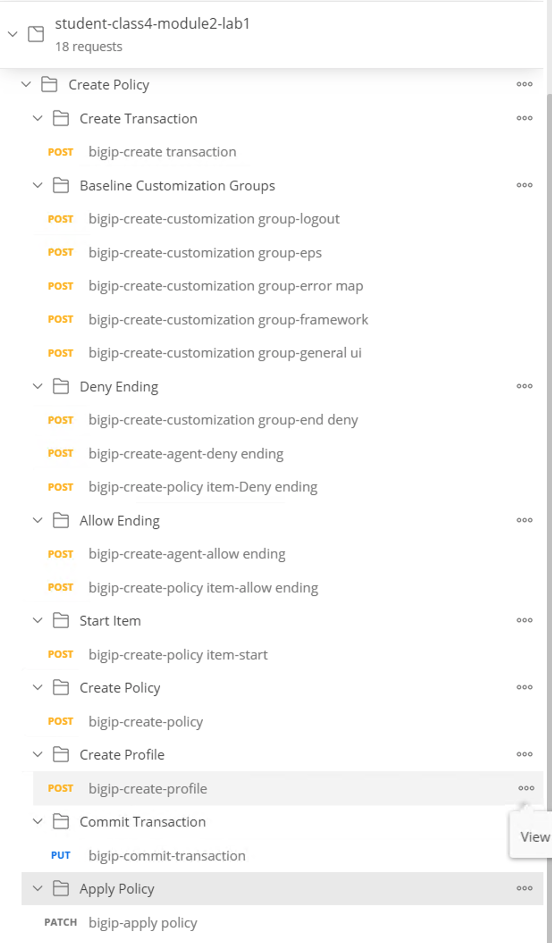 student-class4-module2-lab1
18 requests
Create Policy
Create Transaction
POST bigip-create transaction
Baseline Customization Groups
POST bigip-create-customization group-logout
POST bigip-create-customization group-eps
POST bigip-create-customization group-error map
POST bigip-create-customization group-framework
POST bigip-create-customization group-general ui
Deny Ending
POST bigip-create-customization group-end deny
POST bigip-create-agent-deny ending
POST bigip-create-policy item-Deny ending
Allow Ending
POST bigip-create-agent-allow ending
POST bigip-create-policy item-allow ending
Start Item
POST bigip-create-policy item-start
Create Policy
POST bigip-create-policy
Create Profile
POST bigip-create-profile
Commit Transaction
View
PUT bigip-commit-transaction
Apply Policy
PATCH bigip-apply policy